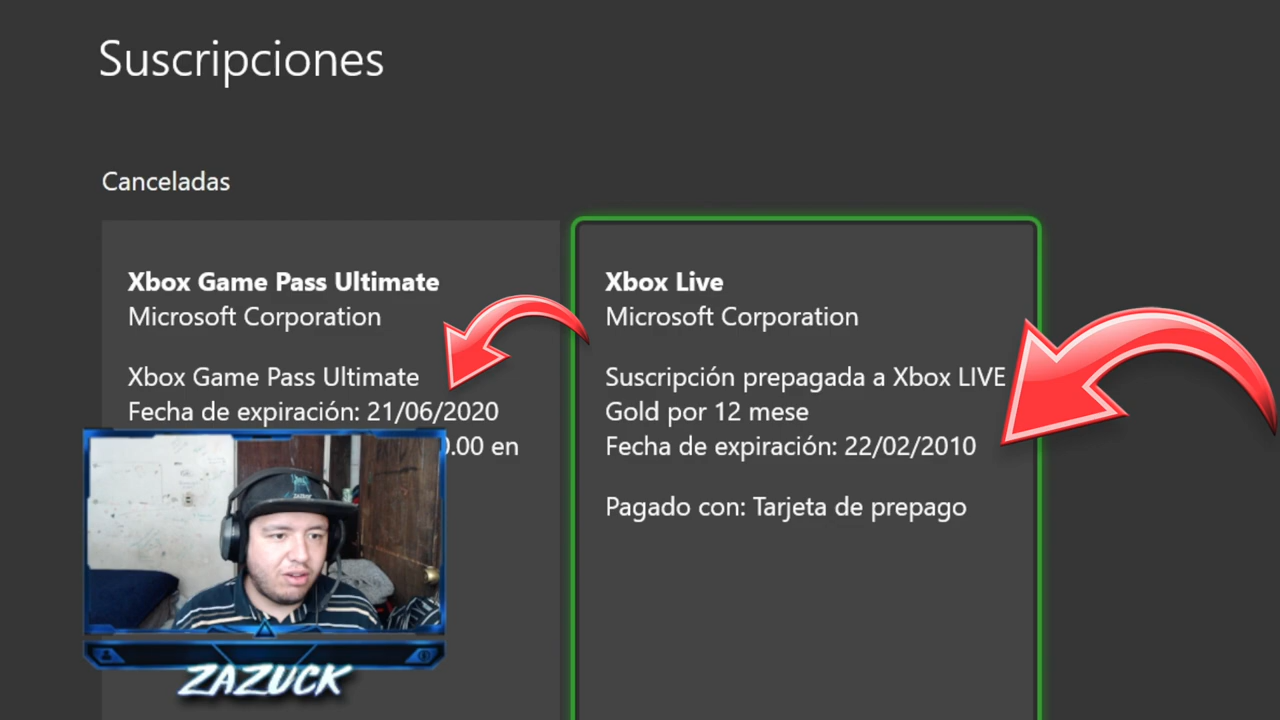 Suscripciones
Canceladas
Xbox Game Pass Ultimate
Microsoft Corporation
Xbox Game Pass Ultimate
Fecha de expiración: 21/06/2020
0.00 en
Xbox Live
Microsoft Corporation
Suscripción prepagada a Xbox LIVE
Gold por 12 mese
Fecha de expiración: 22/02/2010
Pagado con: Tarjeta de prepago
ZAZUCK